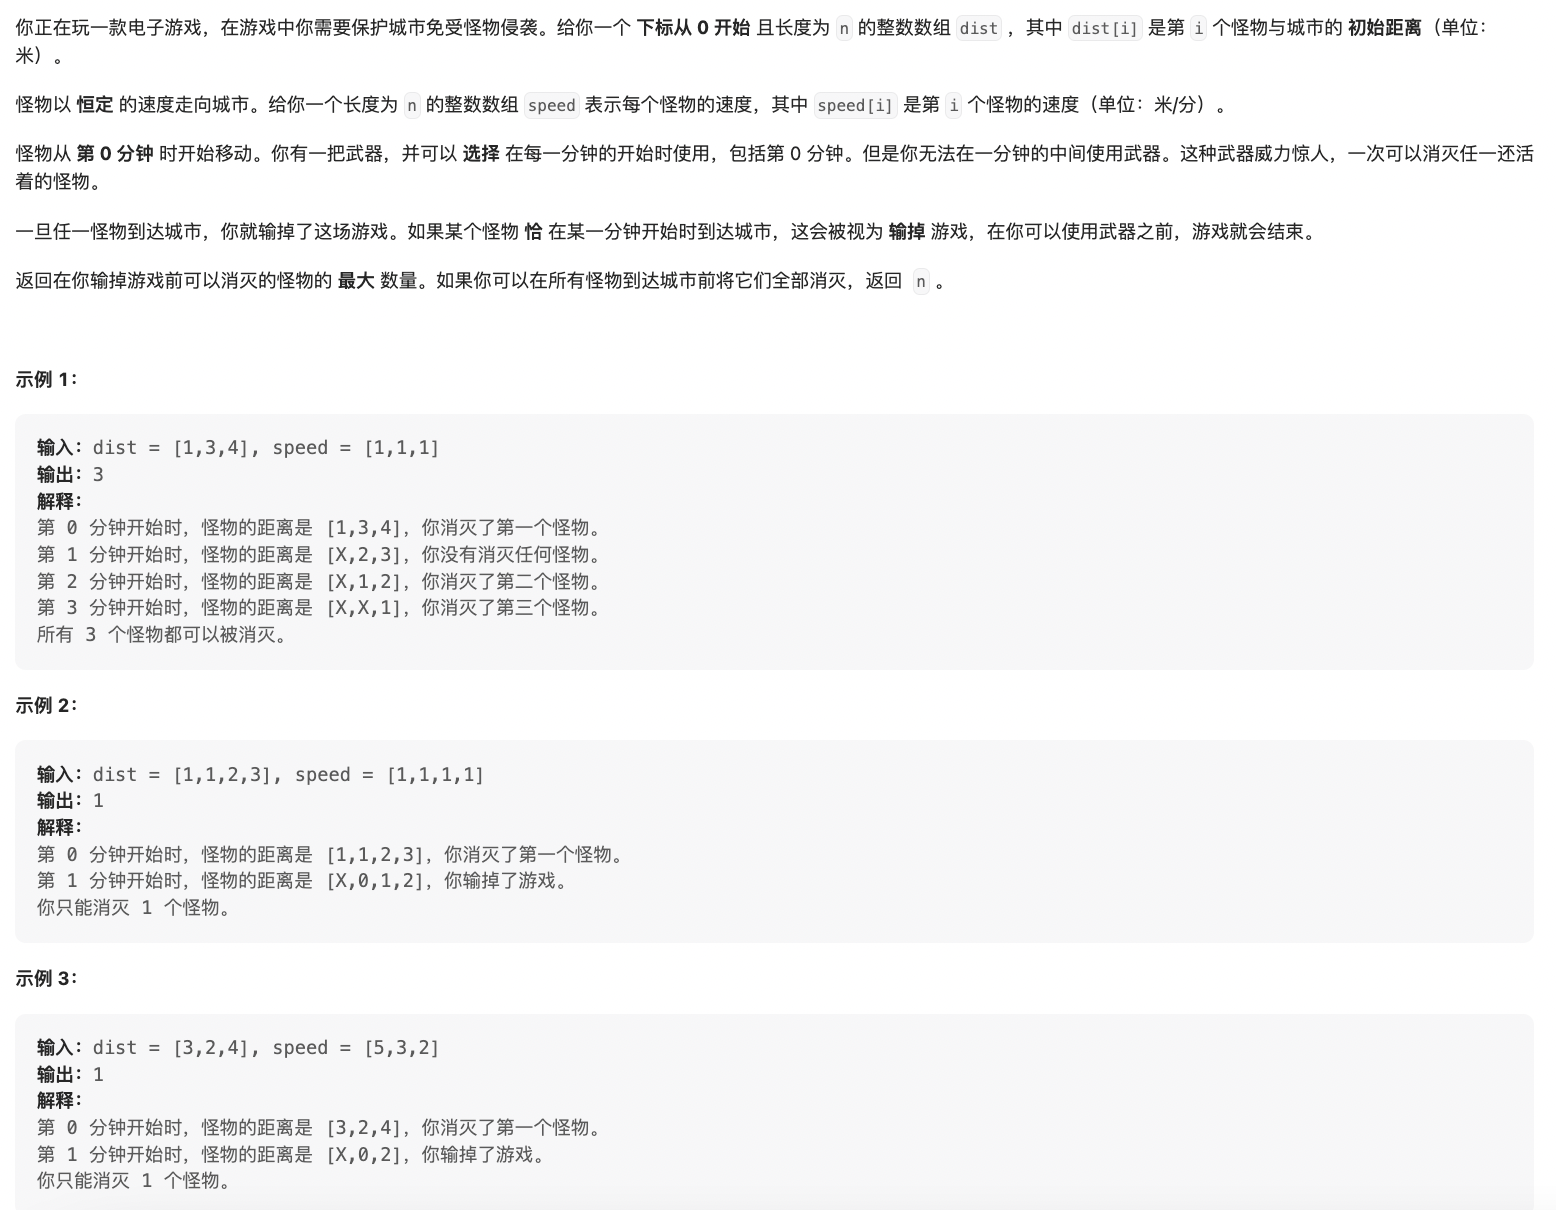 你正在玩一款电子游戏，在游戏中你需要保护城市免受怪物侵袭。给你一个 下标从 0 开始 且长度为 n 的整数数组 dist ，其中 dist[i] 是第 i 个怪物与城市的 初始距离（单位：
米）。
怪物以 恒定 的速度走向城市。给你一个长度为 n 的整数数组 speed 表示每个怪物的速度，其中 speed[i] 是第 i 个怪物的速度（单位：米/分）。
怪物从 第 0 分钟 时开始移动。你有一把武器，并可以 选择 在每一分钟的开始时使用，包括第 0 分钟。但是你无法在一分钟的中间使用武器。这种武器威力惊人，一次可以消灭任一还活
着的怪物。
一旦任一怪物到达城市，你就输掉了这场游戏。如果某个怪物 恰 在某一分钟开始时到达城市，这会被视为 输掉 游戏，在你可以使用武器之前，游戏就会结束。
返回在你输掉游戏前可以消灭的怪物的 最大 数量。如果你可以在所有怪物到达城市前将它们全部消灭，返回 n 。
示例 1：
输入：dist = [1,3,4], speed = [1,1,1]
输出：3
解释：
第 0 分钟开始时，怪物的距离是 [1,3,4]，你消灭了第一个怪物。
第 1 分钟开始时，怪物的距离是 [X,2,3]，你没有消灭任何怪物。
第 2 分钟开始时，怪物的距离是 [X,1,2]，你消灭了第二个怪物。
第 3 分钟开始时，怪物的距离是 [X,X,1]，你消灭了第三个怪物。
所有 3 个怪物都可以被消灭。
示例 2：
输入：dist = [1,1,2,3], speed = [1,1,1,1]
输出：1
解释：
第 0 分钟开始时，怪物的距离是 [1,1,2,3]，你消灭了第一个怪物。
第 1 分钟开始时，怪物的距离是 [X,0,1,2]，你输掉了游戏。
你只能消灭 1 个怪物。
示例 3：
输入：dist = [3,2,4], speed = [5,3,2]
输出：1
解释：
第 0 分钟开始时，怪物的距离是 [3,2,4]，你消灭了第一个怪物。
第 1 分钟开始时，怪物的距离是 [X,0,2]，你输掉了游戏。
你只能消灭 1 个怪物。